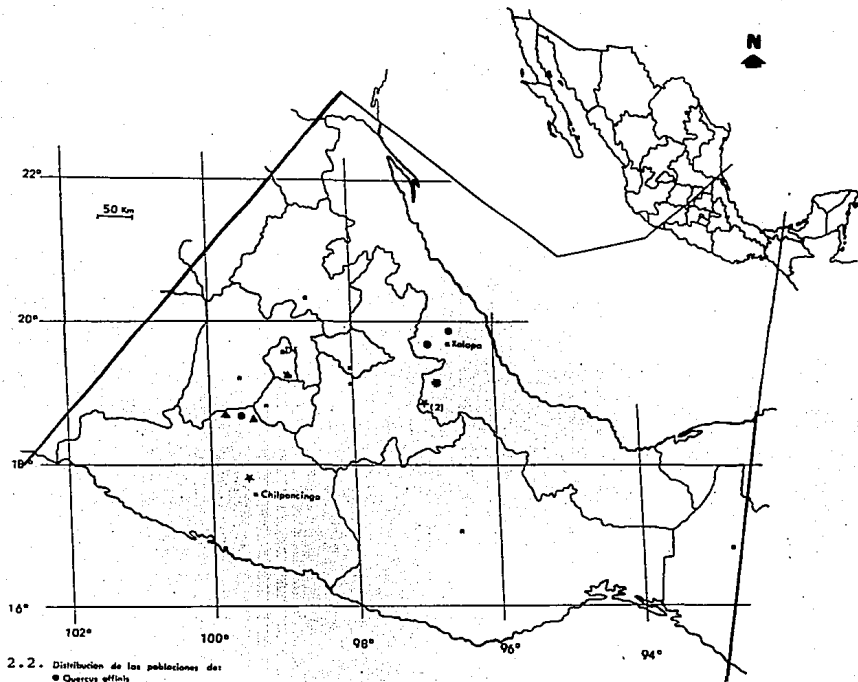 N
22°
50 Km
20°
Xalapa
(2)
18°
Chilpancingo
16°
102°
100°
98°
96°
94°
2.2. Distribucion de las poblaciones de:
Quercus affinis